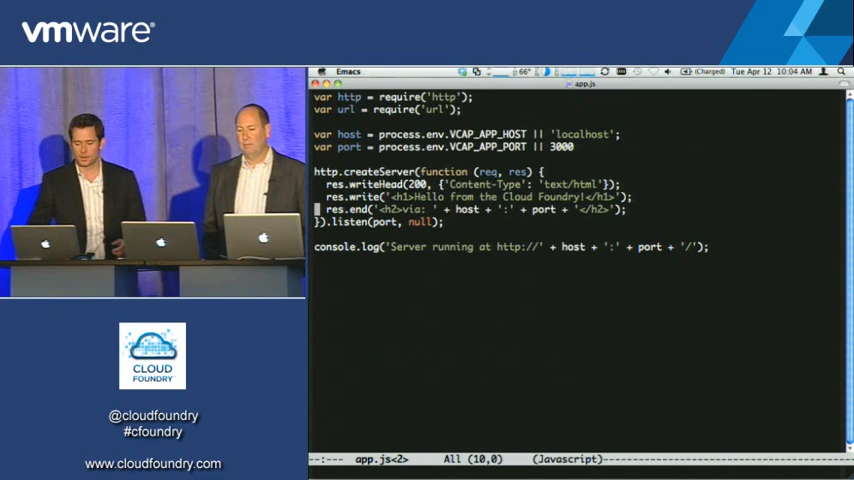 vmware®
Emacs
66°
(Charged) Tue Apr 12 10:04 AM
app.js
var http = require('http');
var url = require('url');
var host = process.env.VCAP_APP_HOST || 'localhost';
var port = process.env.VCAP_APP_PORT || 3000
http.createServer(function (req, res) {
res.writeHead(200, {'Content-Type': 'text/html'});
res.write('<h1>Hello from the Cloud Foundry!</h1>');
res.end('<h2>via: ' + host + ':' + port + '</h2>');
}).listen(port, null);
console.log('Server running at http://' + host + ':' + port + '/');
--:--- app.js<2> All (10,0) (Javascript)
CLOUD
FOUNDRY
@cloudfoundry
#cfoundry
www.cloudfoundry.com